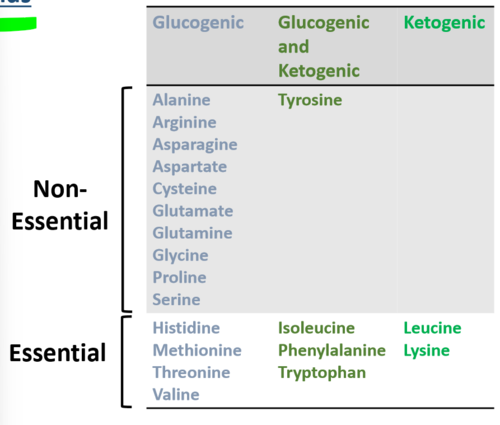 Glucogenic Glucogenic and Ketogenic Ketogenic
Non-Essential
Alanine Tyrosine
Arginine
Asparagine
Aspartate
Cysteine
Glutamate
Glutamine
Glycine
Proline
Serine
Essential
Histidine Isoleucine Leucine
Methionine Phenylalanine Lysine
Threonine Tryptophan
Valine